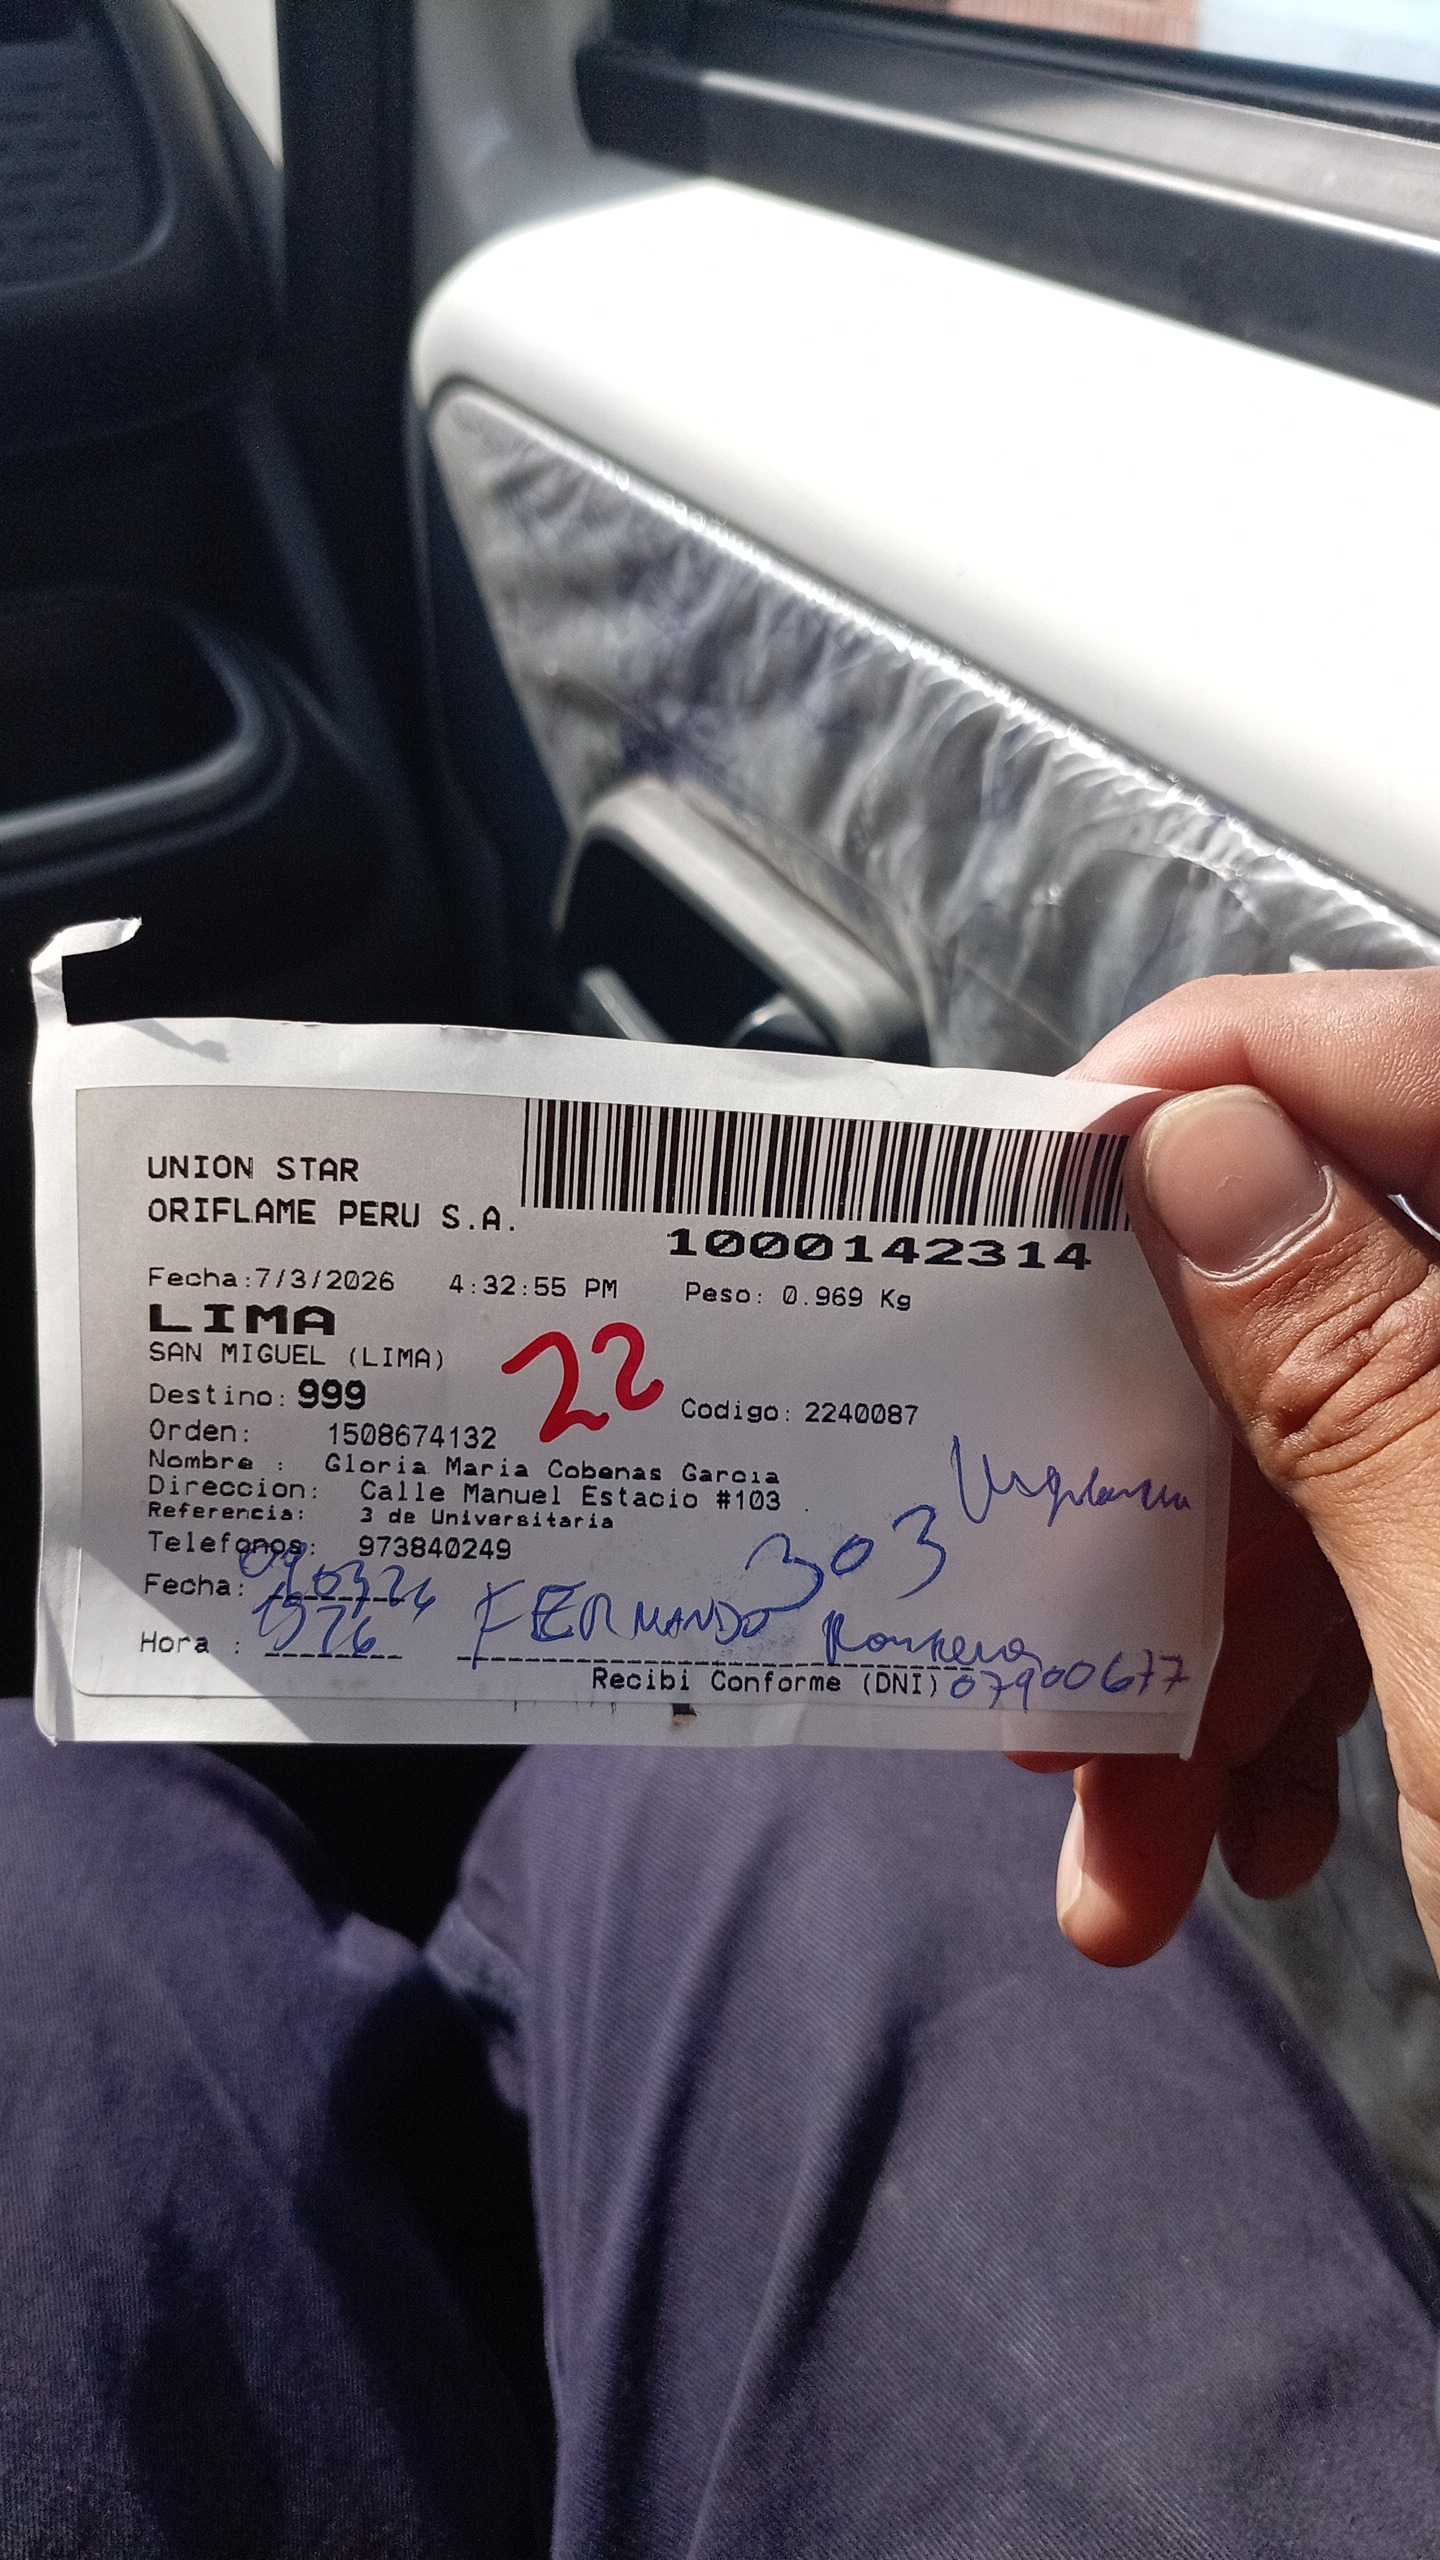 UNION STAR
ORIFLAME PERU S.A.
1000142314
Fecha:7/3/2026 4:32:55 PM Peso: 0.969 Kg
LIMA
SAN MIGUEL (LIMA)
22
Destino: 999
Codigo: 2240087
Orden: 1508674132
Nombre : Gloria Maria Cobenas Garcia
Direccion: Calle Manuel Estacio #103
Referencia: 3 de Universitaria
Telefonos: 973840249
303
Fecha: 090326
Hora : FERNANDO
Recibi Conforme (DNI) 07900677